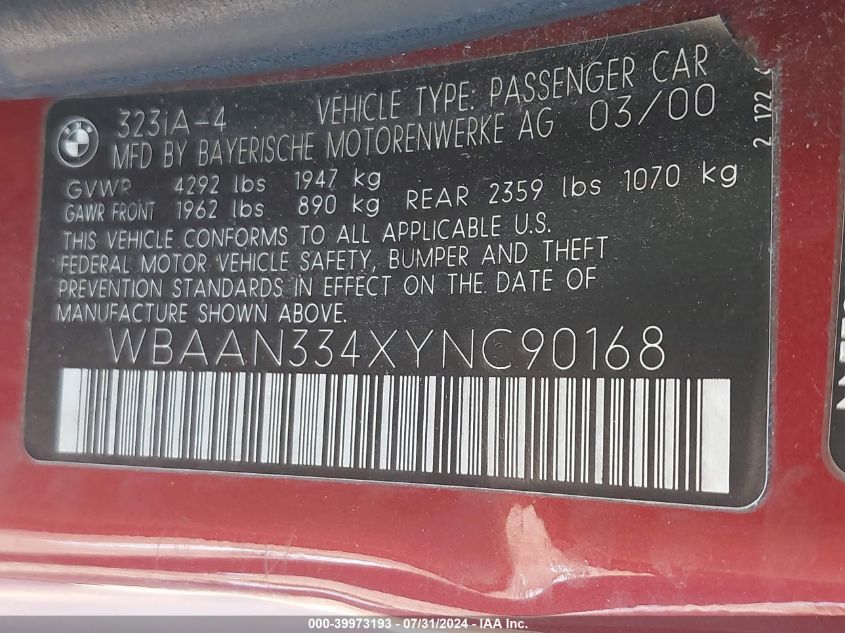 BMW
323iA-4 VEHICLE TYPE: PASSENGER CAR
MFD BY BAYERISCHE MOTORENWERKE AG 03/00
GVWR 4292 lbs 1947 kg
GAWR FRONT 1962 lbs 890 kg REAR 2359 lbs 1070 kg
THIS VEHICLE CONFORMS TO ALL APPLICABLE U.S.
FEDERAL MOTOR VEHICLE SAFETY, BUMPER AND THEFT
PREVENTION STANDARDS IN EFFECT ON THE DATE OF
MANUFACTURE SHOWN ABOVE.
WBAAN334XYNC90168
2 122
000-39973193 - 07/31/2024 - IAA Inc.